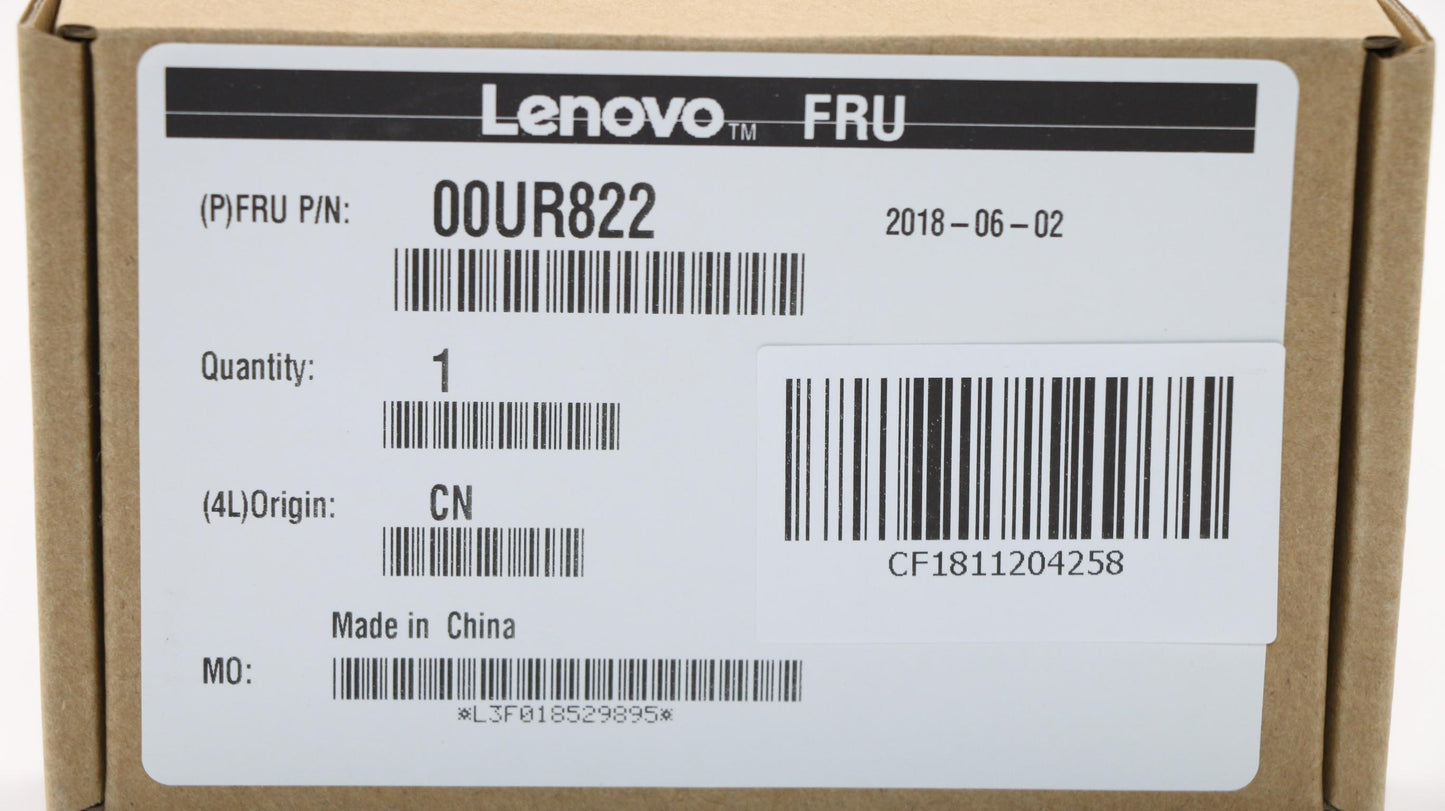 Lenovo™ FRU
(P)FRU P/N: 00UR822 2018-06-02
Quantity: 1
(4L)Origin: CN
CF1811204258
Made in China
MO:
*L3F018529895*